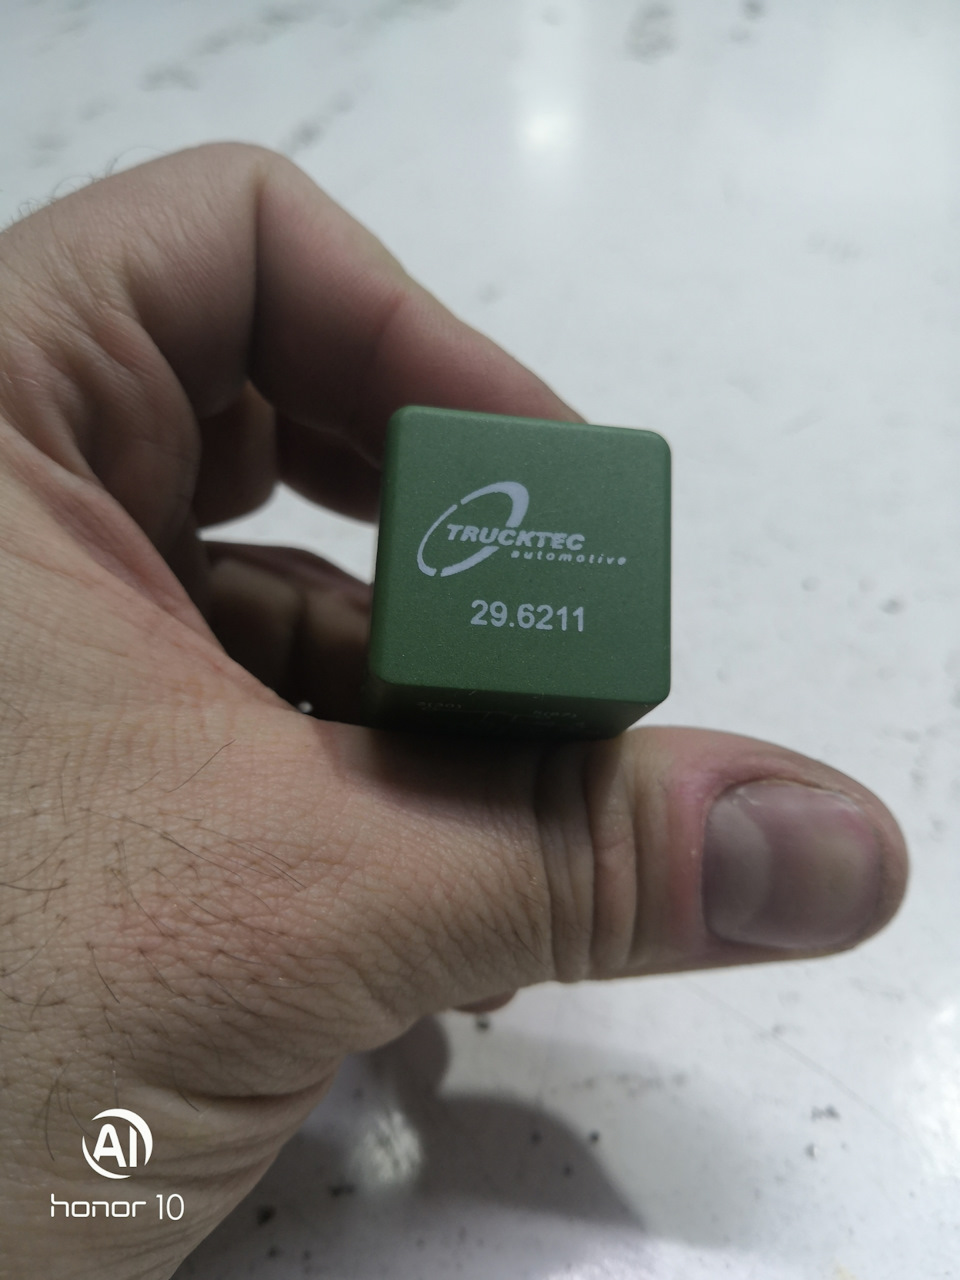 TRUCKTEC
automotive
29.6211
AI
honor 10